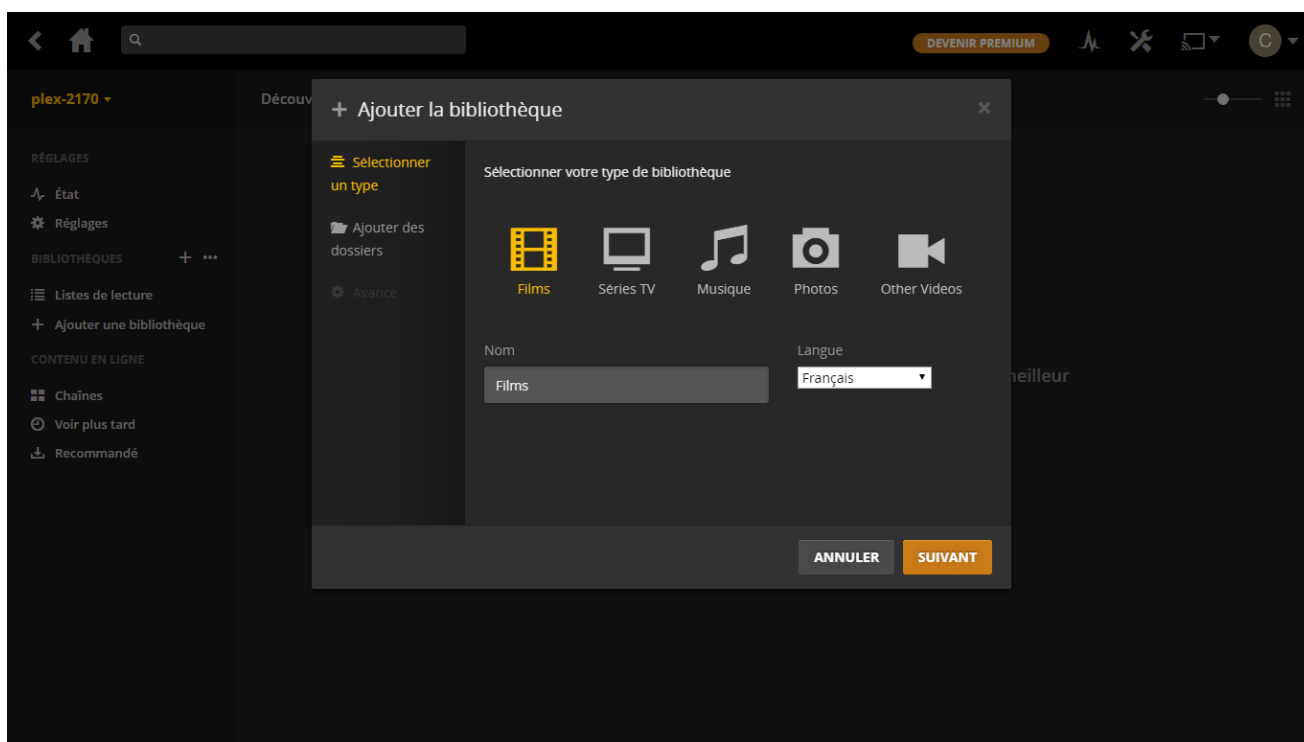 DEVENIR PREMIUM
C
plex-2170
Découv
+ Ajouter la bibliothèque
RÉGLAGES
État
Réglages
BIBLIOTHÈQUES
Listes de lecture
Ajouter une bibliothèque
CONTENU EN LIGNE
Chaînes
Voir plus tard
Recommandé
Sélectionner
un type
Ajouter des
dossiers
Avancé
Sélectionner votre type de bibliothèque
Films
Séries TV
Musique
Photos
Other Videos
Nom
Langue
Films
Français
neilleur
ANNULER
SUIVANT